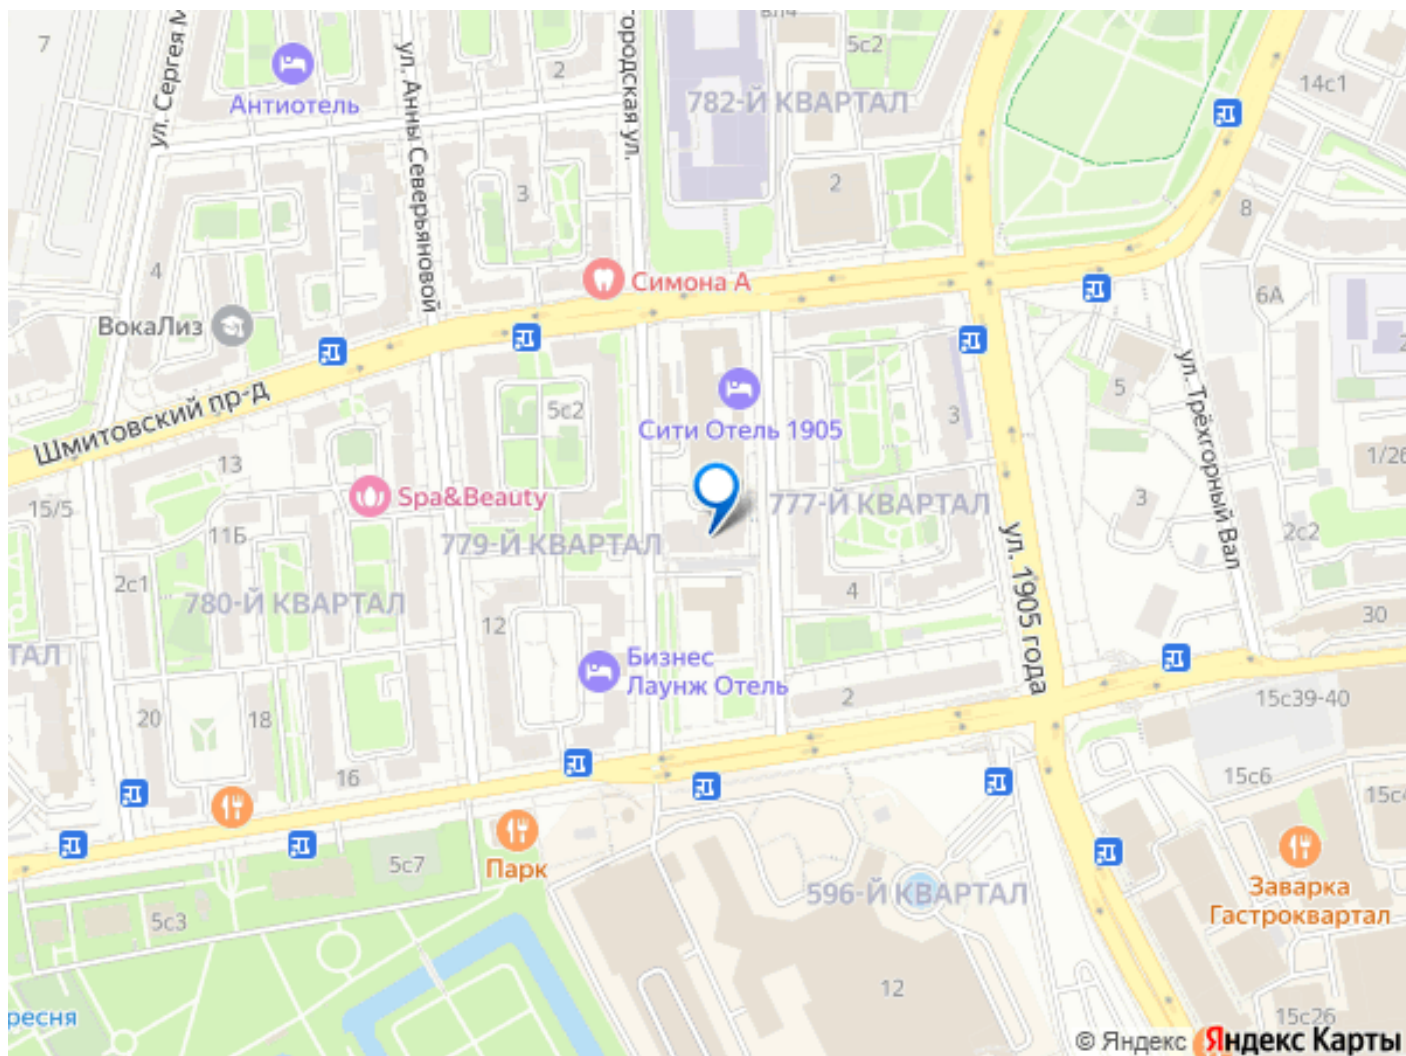 7
ул. Сергея М
ул. Анны Северьяновой
2
городская ул.
5с2
782-Й КВАРТАЛ
14с1
Антиотель
3
2
8
4
Симона А
6А
ВокаЛиз
2
ул. Трёхгорный Вал
Шмитовский пр-д
5с2
5
3
Сити Отель 1905
13
1/26
15/5
Spa&Beauty
777-Й КВАРТАЛ
3
11Б
779-Й КВАРТАЛ
2с2
ул. 1905 года
2с1
780-Й КВАРТАЛ
4
30
12
ТАЛ
Бизнес
Лаунж Отель
2
15с39-40
20
18
16
15с6
15с4
5с7
Парк
596-Й КВАРТАЛ
Заварка
Гастроквартал
5с3
12
ресня
15с26
© Яндекс Яндекс Карты